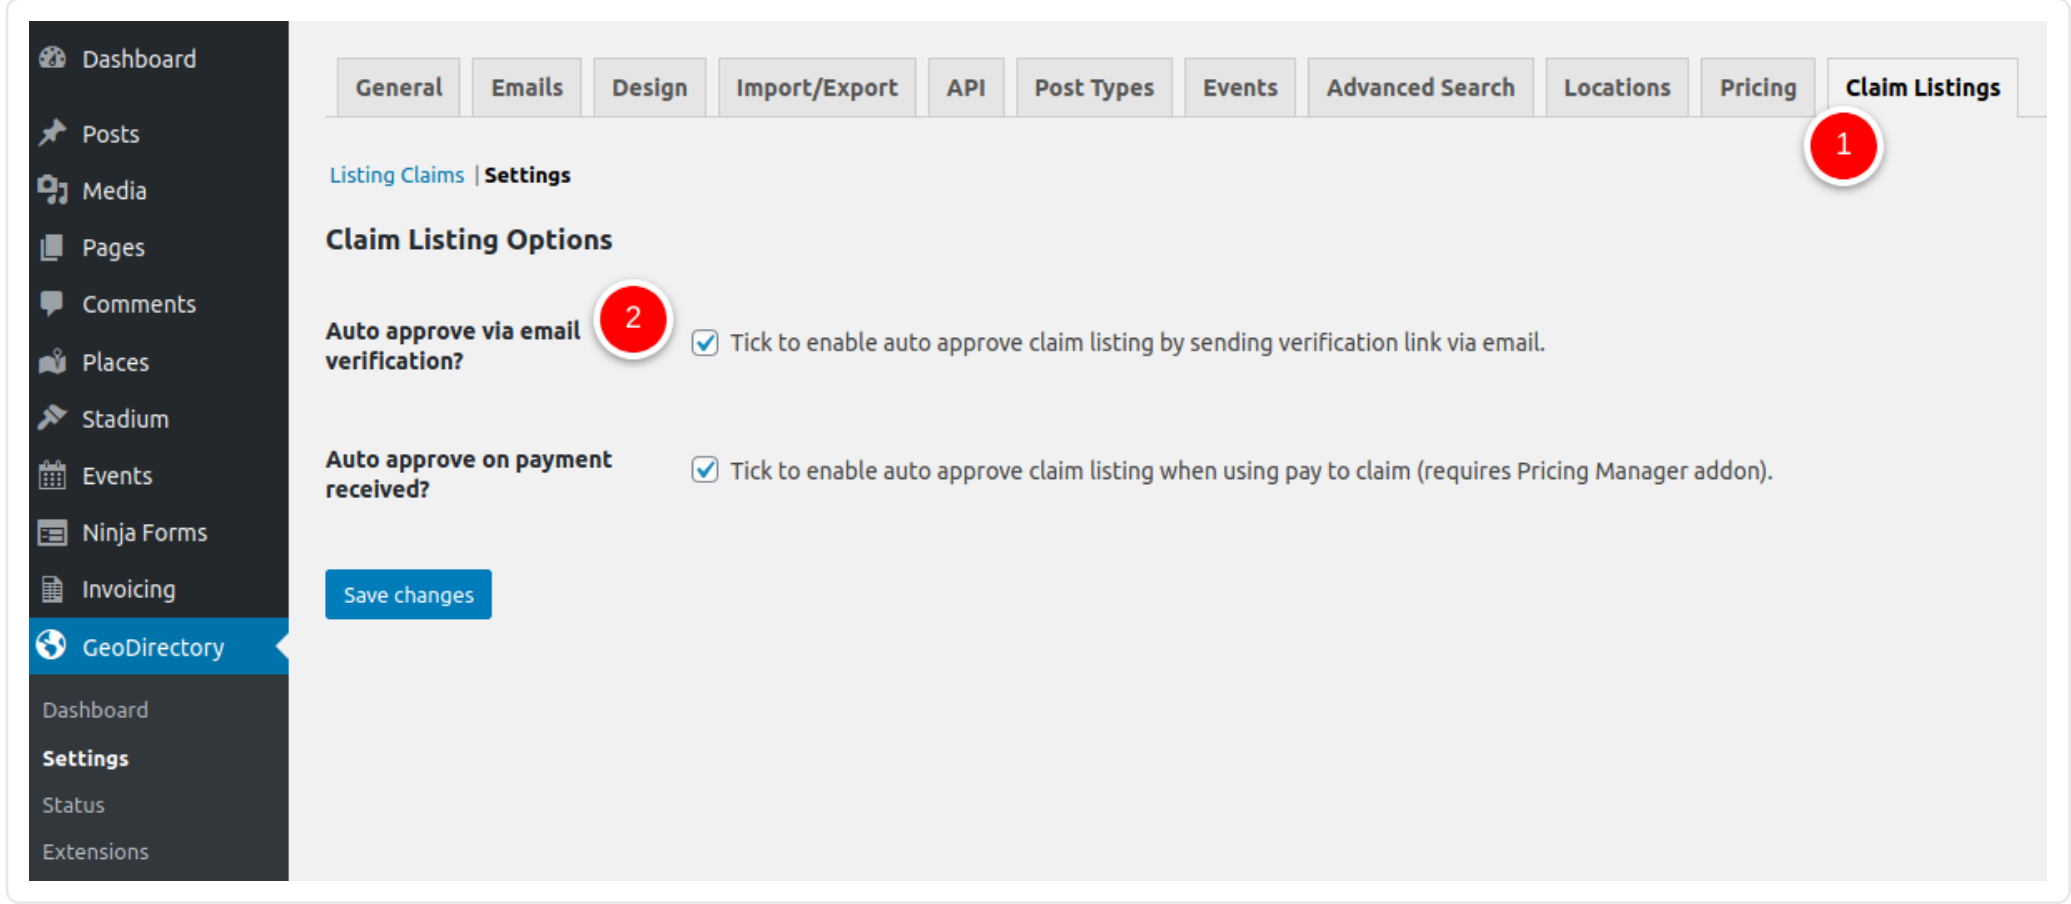 Dashboard
Posts
Media
Pages
Comments
Places
Stadium
Events
Ninja Forms
Invoicing
GeoDirectory
Dashboard
Settings
Status
Extensions
General Emails Design Import/Export API Post Types Events Advanced Search Locations Pricing Claim Listings
1
Listing Claims | Settings
Claim Listing Options
2
Auto approve via email
verification?
Tick to enable auto approve claim listing by sending verification link via email.
Auto approve on payment
received?
Tick to enable auto approve claim listing when using pay to claim (requires Pricing Manager addon).
Save changes